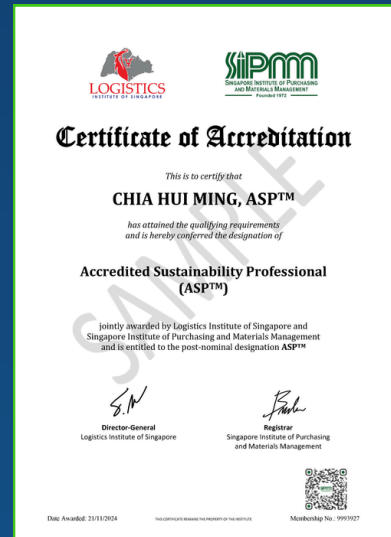 LOGISTICS
INSTITUTE OF SINGAPORE
SIPMM
SINGAPORE INSTITUTE OF PURCHASING
AND MATERIALS MANAGEMENT
Founded 1972
Certificate of Accreditation
This is to certify that
CHIA HUI MING, ASP™
has attained the qualifying requirements
and is hereby conferred the designation of
Accredited Sustainability Professional
(ASP™)
SAMPLE
jointly awarded by Logistics Institute of Singapore and
Singapore Institute of Purchasing and Materials Management
and is entitled to the post-nominal designation ASP™
Director-General
Logistics Institute of Singapore
Registrar
Singapore Institute of Purchasing
and Materials Management
Date Awarded: 21/11/2024
THIS CERTIFICATE REMAINS THE PROPERTY OF THE INSTITUTE
Membership No.: 9993927